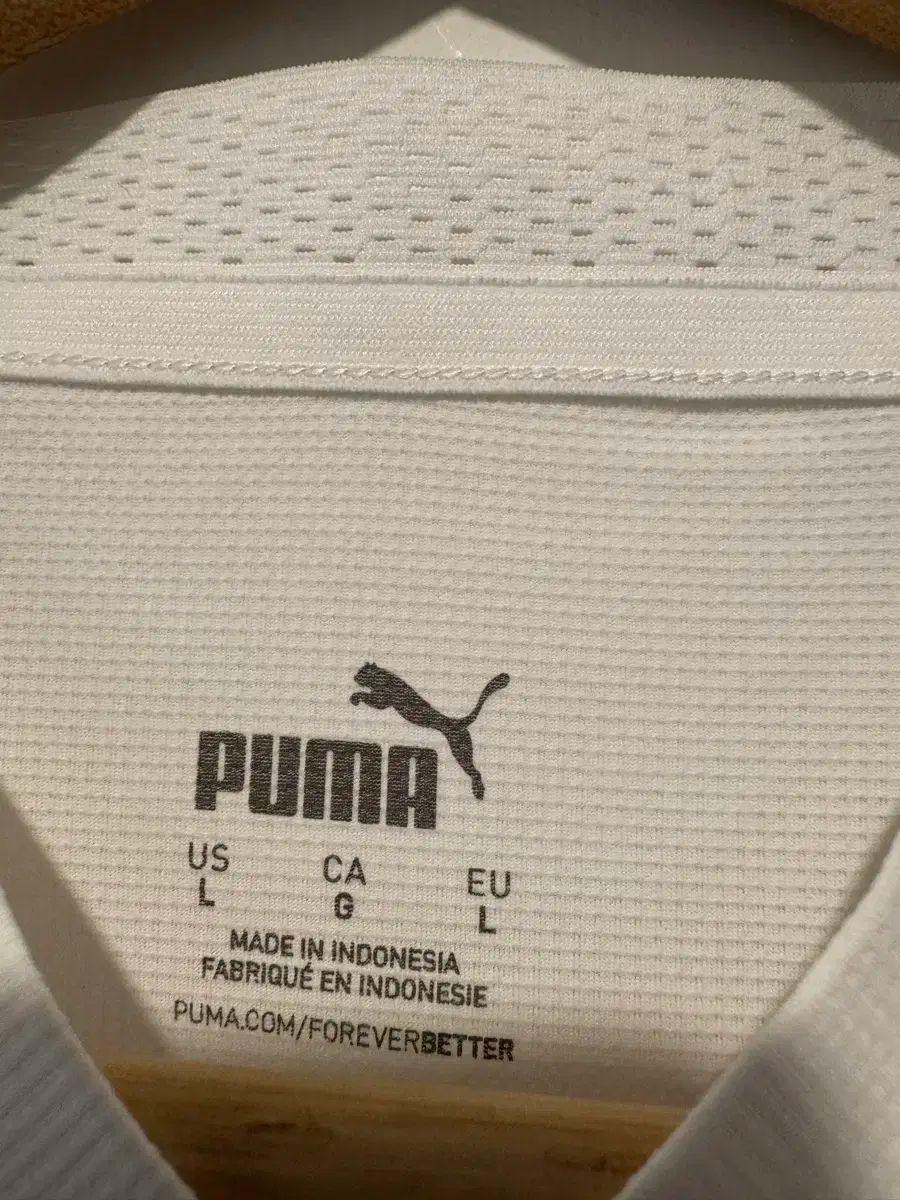 PUMA
US CA EU
L G L
MADE IN INDONESIA
FABRIQUÉ EN INDONESIE
PUMA.COM/FOREVERBETTER